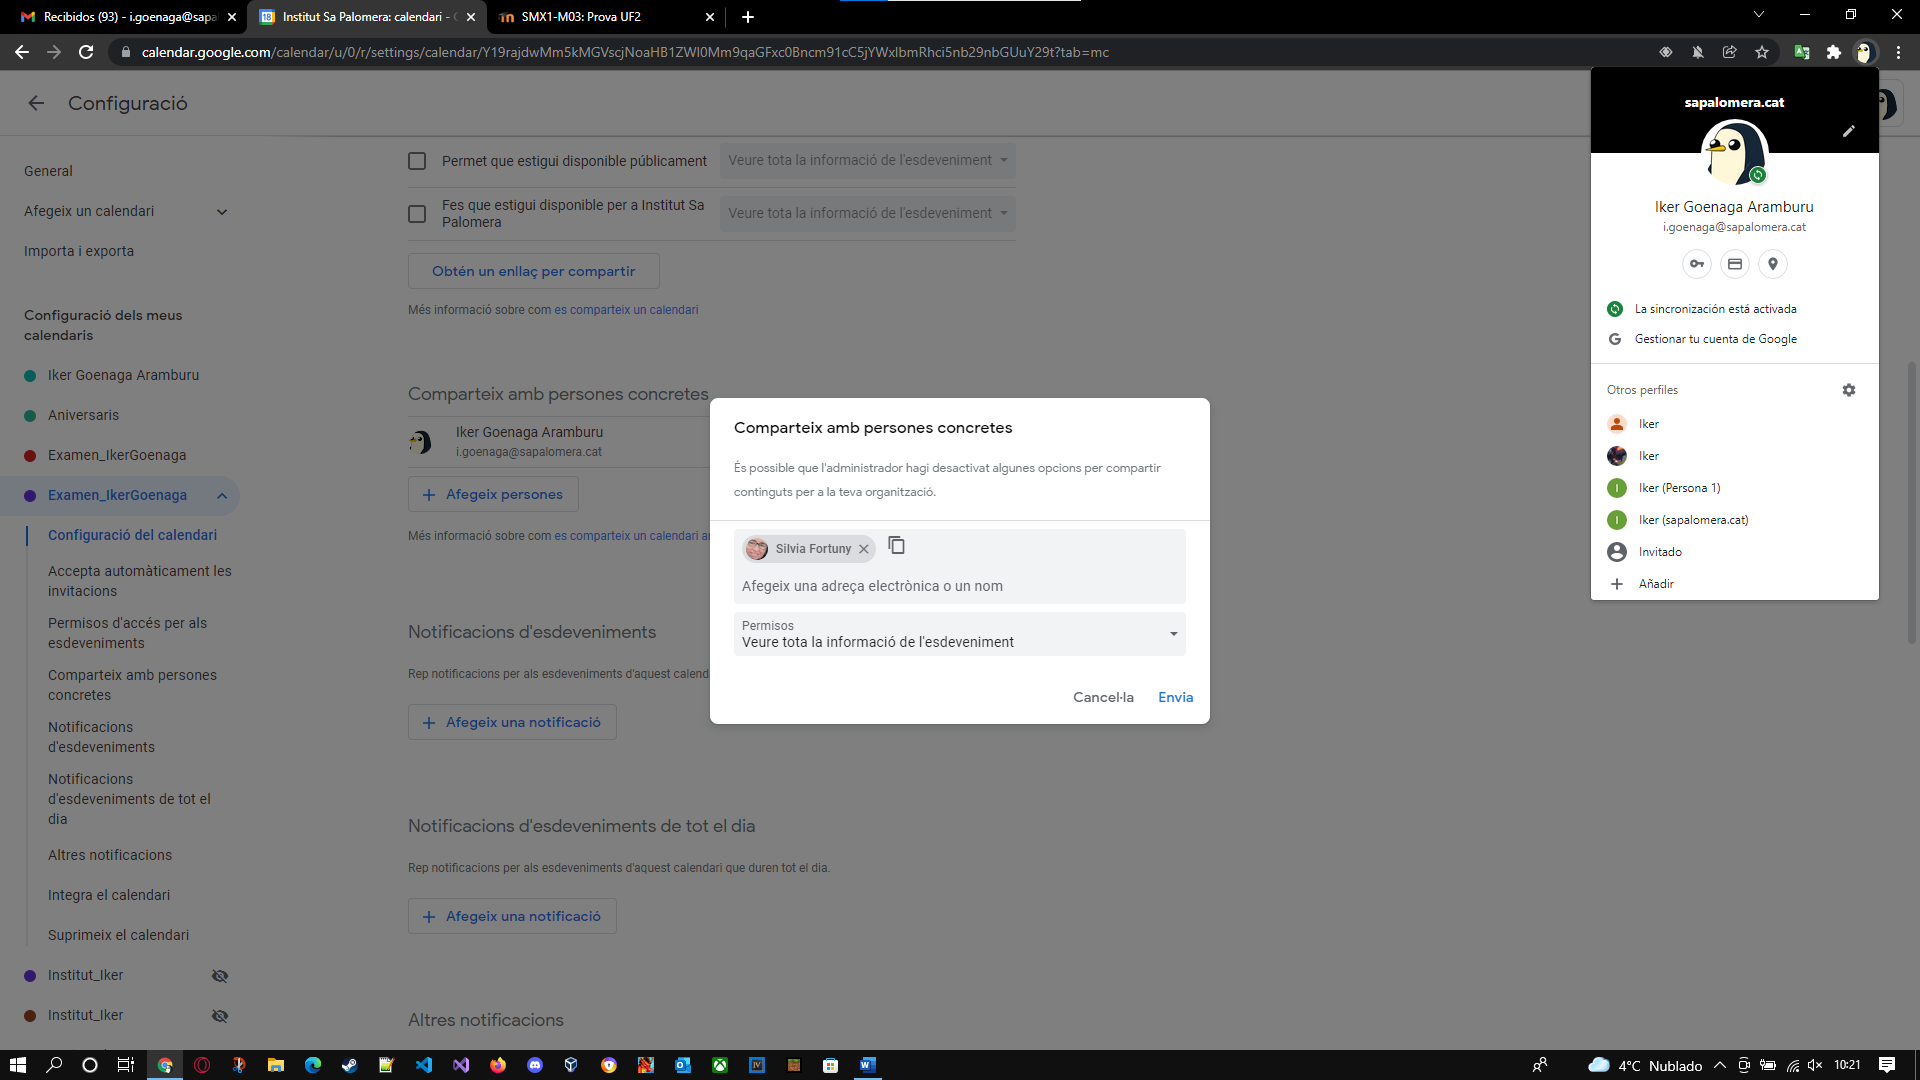 Recibidos (93) - i.goenaga@sapa
Institut Sa Palomera: calendari -
SMX1-M03: Prova UF2
calendar.google.com/calendar/u/0/r/settings/calendar/
?tab=mc
Configuració
General
Afegeix un calendari
Importa i exporta
Configuració dels meus
calendaris
Iker Goenaga Aramburu
Aniversaris
Examen_IkerGoenaga
Examen_IkerGoenaga
Configuració del calendari
Accepta automàticament les
invitacions
Permisos d'accés per als
esdeveniments
Comparteix amb persones
concretes
Notificacions
d'esdeveniments
Notificacions
d'esdeveniments de tot el
dia
Altres notificacions
Integra el calendari
Suprimeix el calendari
Institut_Iker
Institut_Iker
Permet que estigui disponible públicament
Veure tota la informació de l'esdeveniment
Fes que estigui disponible per a Institut Sa
Palomera
Veure tota la informació de l'esdeveniment
Obtén un enllaç per compartir
Més informació sobre com es comparteix un calendari
Comparteix amb persones concretes
Iker Goenaga Aramburu
i.goenaga@sapalomera.cat
Afegeix persones
Més informació sobre com es comparteix un calendari
Notificacions d'esdeveniments
Rep notificacions per als esdeveniments d'aquest
Afegeix una notificació
Notificacions d'esdeveniments de tot el dia
Rep notificacions per als esdeveniments d'aquest calendari que duren tot el dia.
Afegeix una notificació
Altres notificacions
Comparteix amb persones concretes
És possible que l'administrador hagi desactivat algunes opcions per compartir
continguts per a la teva organització.
Silvia Fortuny
Afegeix una adreça electrònica o un nom
Permisos
Veure tota la informació de l'esdeveniment
Cancel·la
Envia
sapalomera.cat
Iker Goenaga Aramburu
i.goenaga@sapalomera.cat
La sincronización está activada
Gestionar tu cuenta de Google
Otros perfiles
Iker
Iker
Iker (Persona 1)
Iker (sapalomera.cat)
Invitado
Añadir
4°C Nublado
10:21